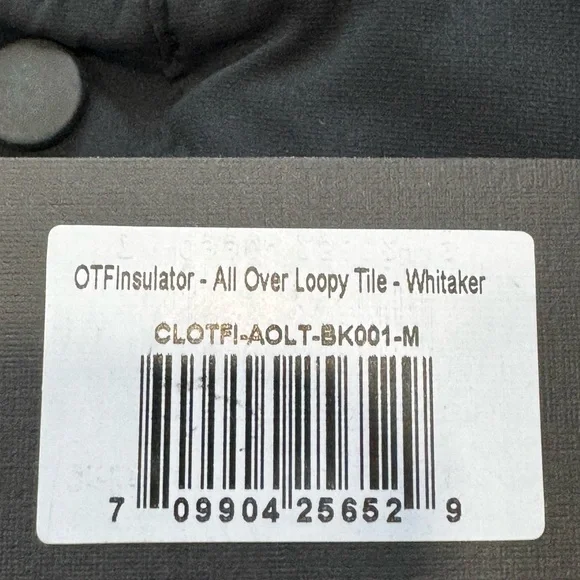 OTFInsulator - All Over Loopy Tile - Whitaker
CLOTFI-AOLT-BK001-M
7 09904 25652 9